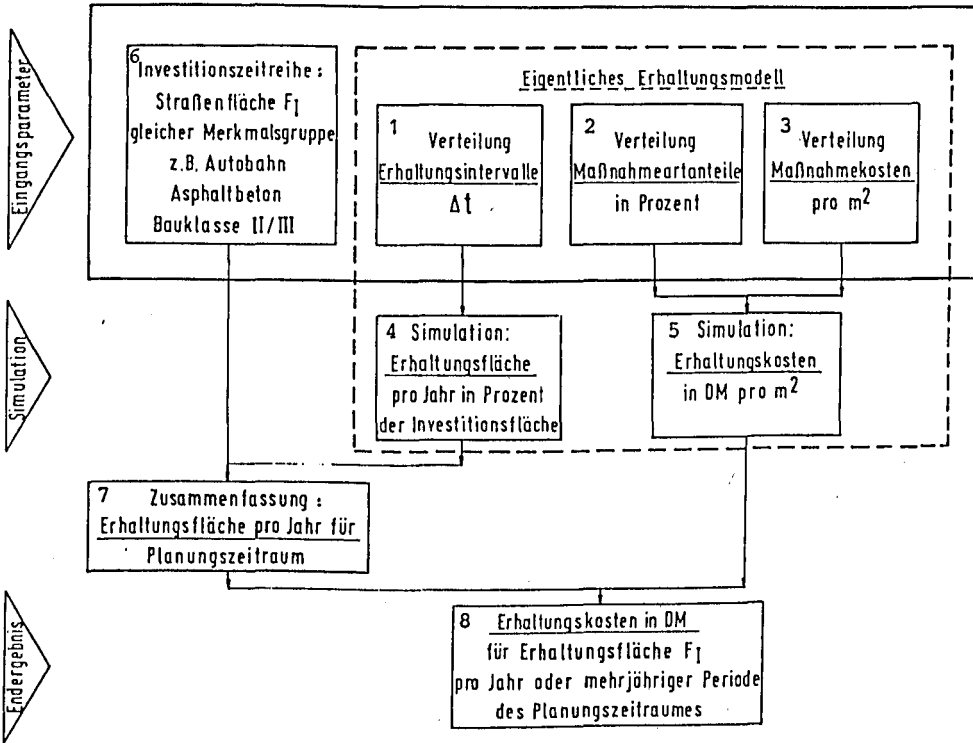 Eingangsparameter
6
Investitionszeitreihe :
Straßenfläche F_I
gleicher Merkmalsgruppe
z.B. Autobahn
Asphaltbeton
Bauklasse II/III
Eigentliches Erhaltungsmodell
1 Verteilung
Erhaltungsintervalle
Δt
2 Verteilung
Maßnahmeartanteile
in Prozent
3 Verteilung
Maßnahmekosten
pro m²
Simulation
4 Simulation:
Erhaltungsfläche
pro Jahr in Prozent
der Investitionsfläche
5 Simulation:
Erhaltungskosten
in DM pro m²
7 Zusammenfassung :
Erhaltungsfläche pro Jahr für
Planungszeitraum
Endergebnis
8 Erhaltungskosten in DM
für Erhaltungsfläche F_I
pro Jahr oder mehrjähriger Periode
des Planungszeitraumes